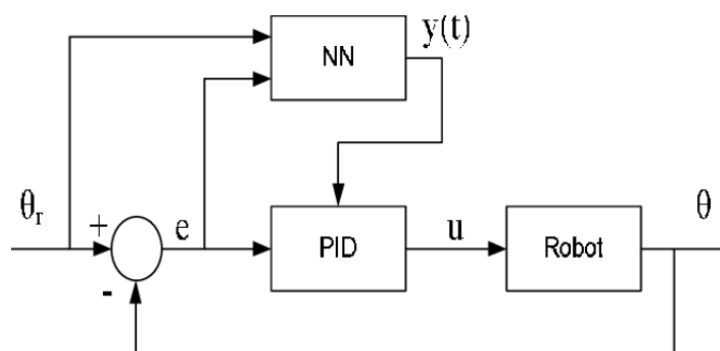 y(t)
NN
θr
+
e
PID
u
Robot
θ
-